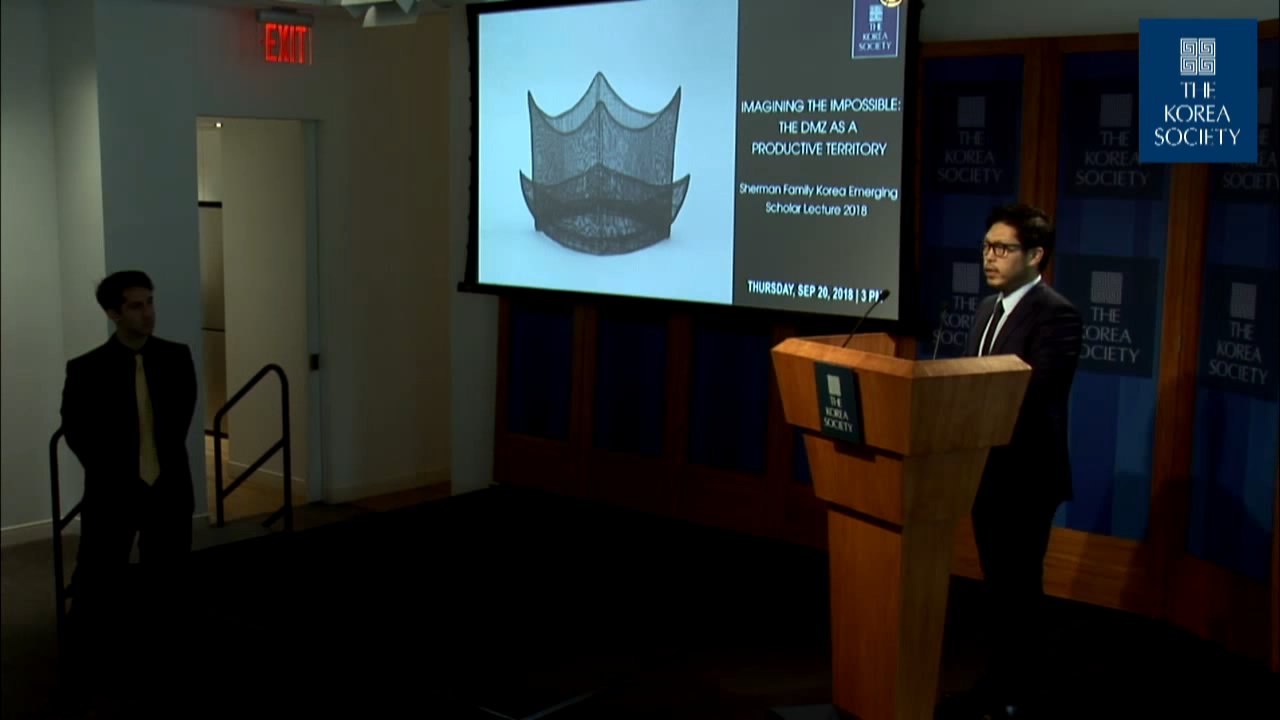 EXIT
THE
KOREA
SOCIETY
IMAGINING THE IMPOSSIBLE:
THE DMZ AS A
PRODUCTIVE TERRITORY
Sherman Family Korea Emerging
Scholar Lecture 2018
THURSDAY, SEP 20, 2018 | 3 P
THE
KOREA
SOCIETY
THE
KOREA
SOCIETY
THE
KOREA
SOCIETY
THE
KOREA
SOCIETY
THE
KOREA
SOCIETY
THE
KOREA
SOCIETY